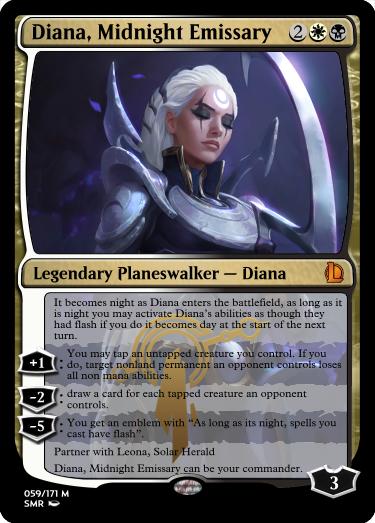 Diana, Midnight Emissary 2
Legendary Planeswalker — Diana
It becomes night as Diana enters the battlefield, as long as it
is night you may activate Diana's abilities as though they
had flash if you do it becomes day at the start of the next
turn.
+1: You may tap an untapped creature you control. If you
do, target nonland permanent an opponent controls loses
all non mana abilities.
-2: draw a card for each tapped creature an opponent
controls.
-5: You get an emblem with "As long as its night, spells you
cast have flash".
Partner with Leona, Solar Herald
Diana, Midnight Emissary can be your commander.
3
059/171 M
SMR